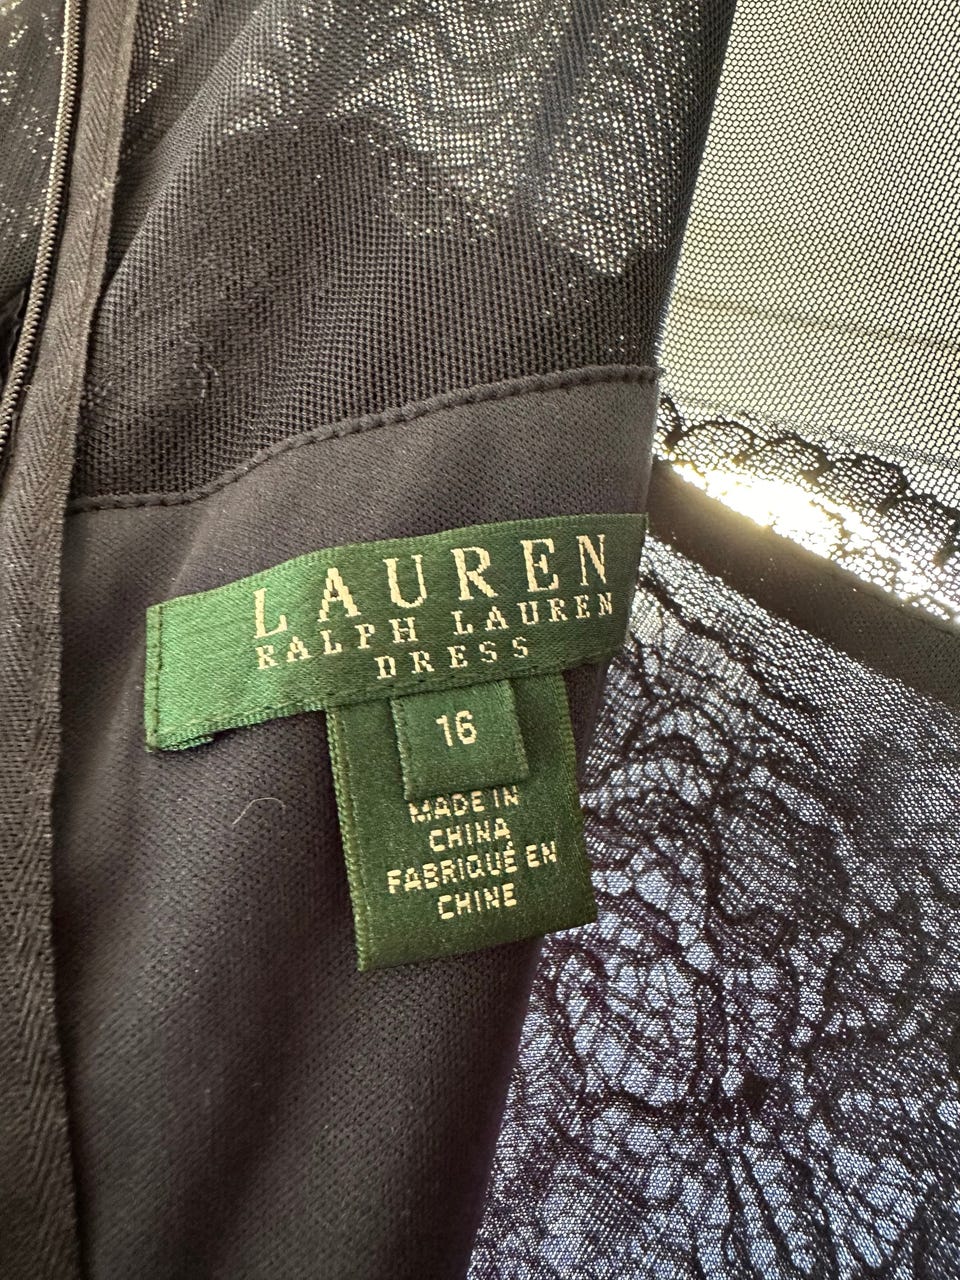 LAUREN
RALPH LAUREN
DRESS
16
MADE IN
CHINA
FABRIQUÉ EN
CHINE